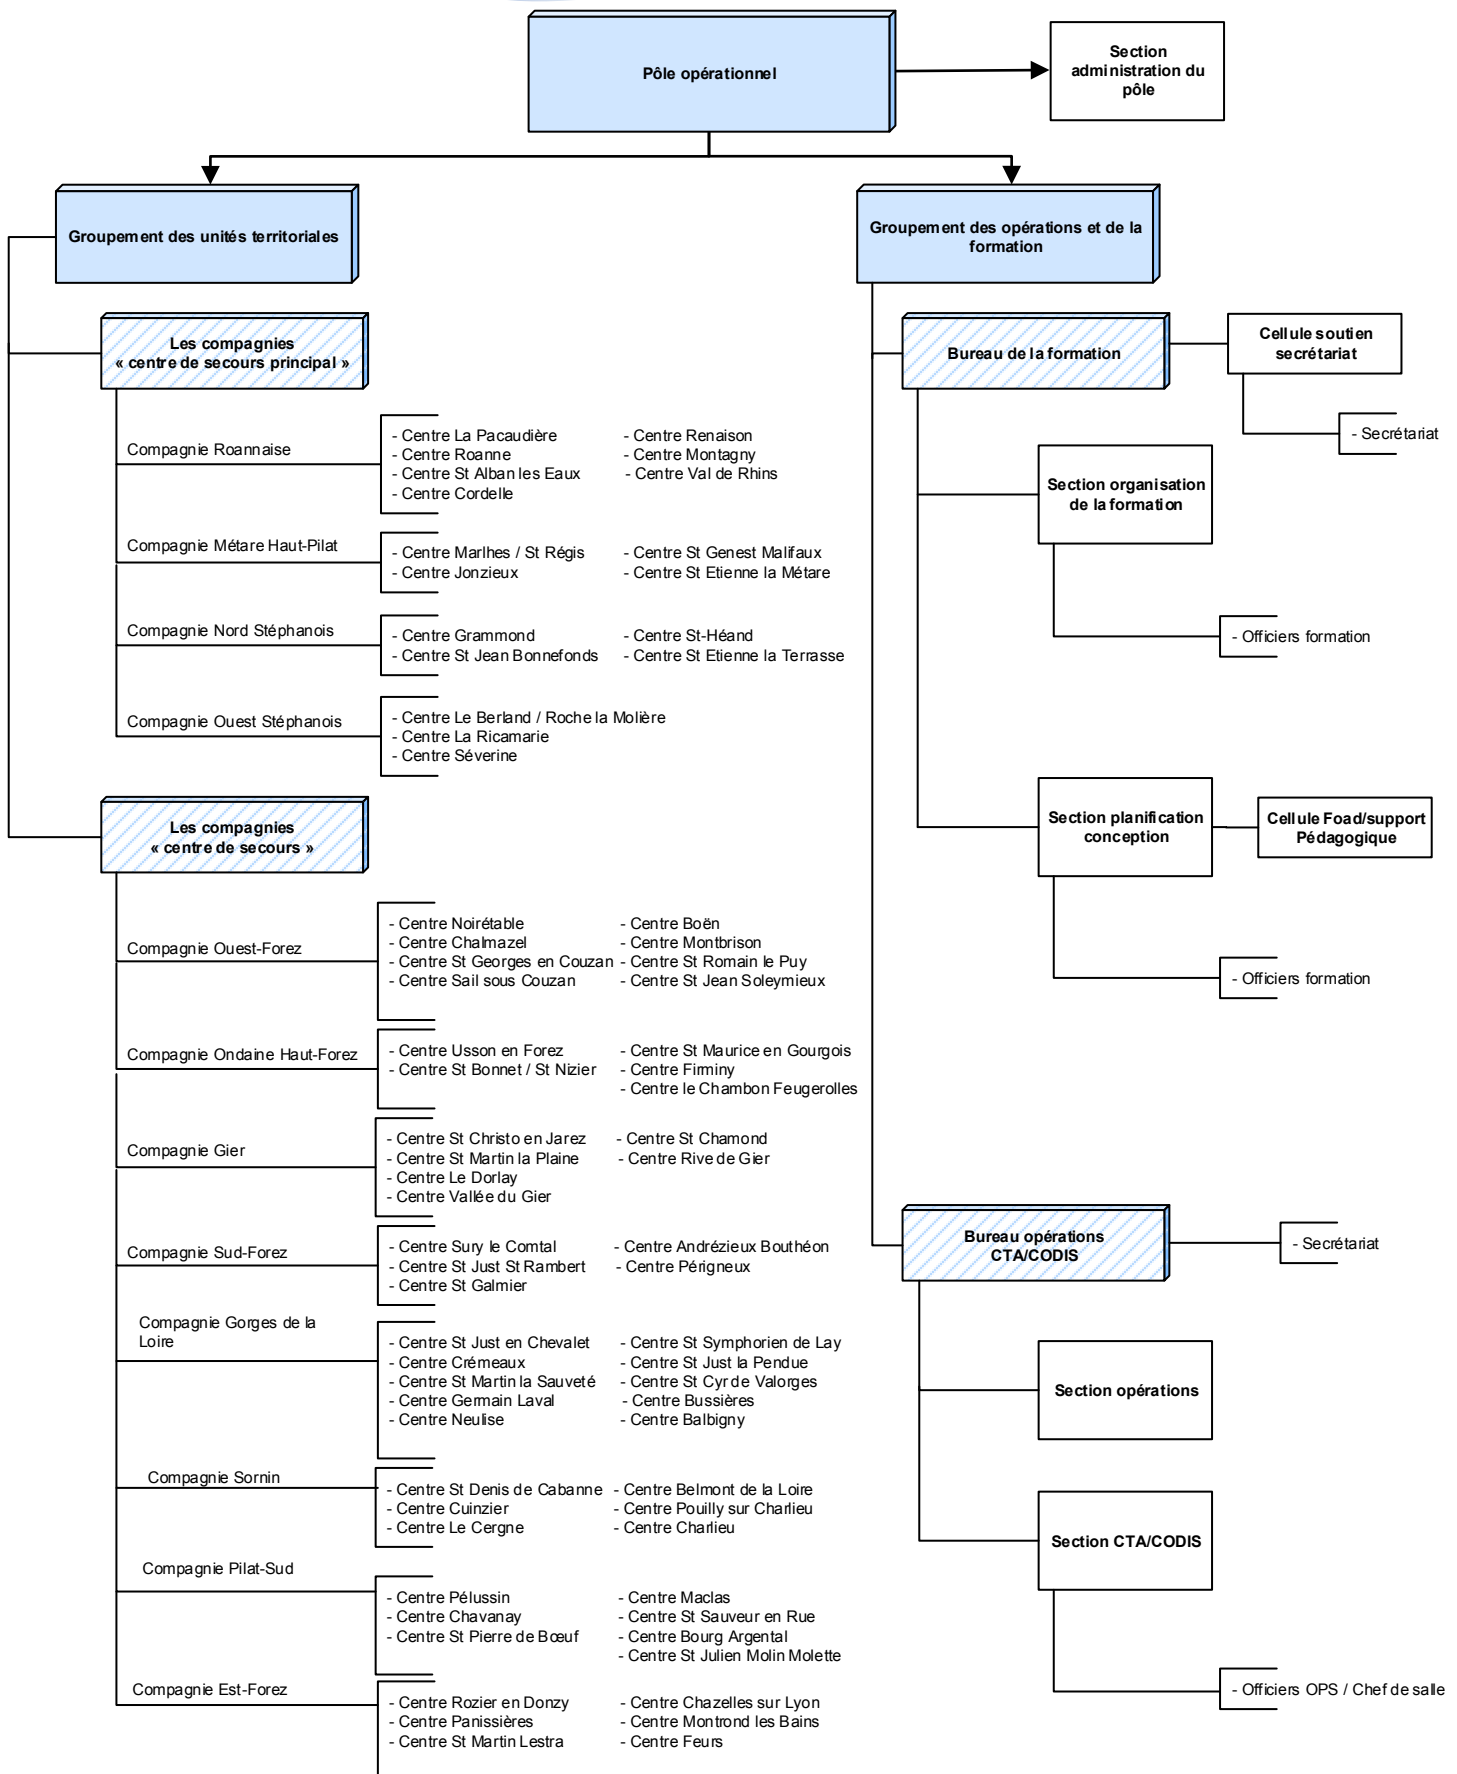 Pôle opérationnel
Section
administration du
pôle
Groupement des unités territoriales
Groupement des opérations et de la
formation
Les compagnies
« centre de secours principal »
Compagnie Roannaise
- Centre La Pacaudière
- Centre Roanne
- Centre St Alban les Eaux
- Centre Cordelle
- Centre Renaison
- Centre Montagny
- Centre Val de Rhins
Compagnie Métare Haut-Pilat
- Centre Marlhes / St Régis
- Centre Jonzieux
- Centre St Genest Malifaux
- Centre St Etienne la Métare
Compagnie Nord Stéphanois
- Centre Grammond
- Centre St Jean Bonnefonds
- Centre St-Héand
- Centre St Etienne la Terrasse
Compagnie Ouest Stéphanois
- Centre Le Berland / Roche la Molière
- Centre La Ricamarie
- Centre Séverine
Les compagnies
« centre de secours »
Compagnie Ouest-Forez
- Centre Noirétable
- Centre Chalmazel
- Centre St Georges en Couzan
- Centre Sail sous Couzan
- Centre Boën
- Centre Montbrison
- Centre St Romain le Puy
- Centre St Jean Soleymieux
Compagnie Ondaine Haut-Forez
- Centre Usson en Forez
- Centre St Bonnet / St Nizier
- Centre St Maurice en Gourgois
- Centre Firminy
- Centre le Chambon Feugerolles
Compagnie Gier
- Centre St Christo en Jarez
- Centre St Martin la Plaine
- Centre Le Dorlay
- Centre Vallée du Gier
- Centre St Chamond
- Centre Rive de Gier
Compagnie Sud-Forez
- Centre Sury le Comtal
- Centre St Just St Rambert
- Centre St Galmier
- Centre Andrézieux Bouthéon
- Centre Périgneux
Compagnie Gorges de la
Loire
- Centre St Just en Chevalet
- Centre Crémeaux
- Centre St Martin la Sauveté
- Centre Germain Laval
- Centre Neulise
- Centre St Symphorien de Lay
- Centre St Just la Pendue
- Centre St Cyr de Valorges
- Centre Bussières
- Centre Balbigny
Compagnie Sornin
- Centre St Denis de Cabanne
- Centre Cuinzier
- Centre Le Cergne
- Centre Belmont de la Loire
- Centre Pouilly sur Charlieu
- Centre Charlieu
Compagnie Pilat-Sud
- Centre Pélussin
- Centre Chavanay
- Centre St Pierre de Bœuf
- Centre Maclas
- Centre St Sauveur en Rue
- Centre Bourg Argental
- Centre St Julien Molin Molette
Compagnie Est-Forez
- Centre Rozier en Donzy
- Centre Panissières
- Centre St Martin Lestra
- Centre Chazelles sur Lyon
- Centre Montrond les Bains
- Centre Feurs
Bureau de la formation
Cellule soutien
secrétariat
- Secrétariat
Section organisation
de la formation
- Officiers formation
Section planification
conception
Cellule Foad/support
Pédagogique
- Officiers formation
Bureau opérations
CTA/CODIS
- Secrétariat
Section opérations
Section CTA/CODIS
- Officiers OPS / Chef de salle